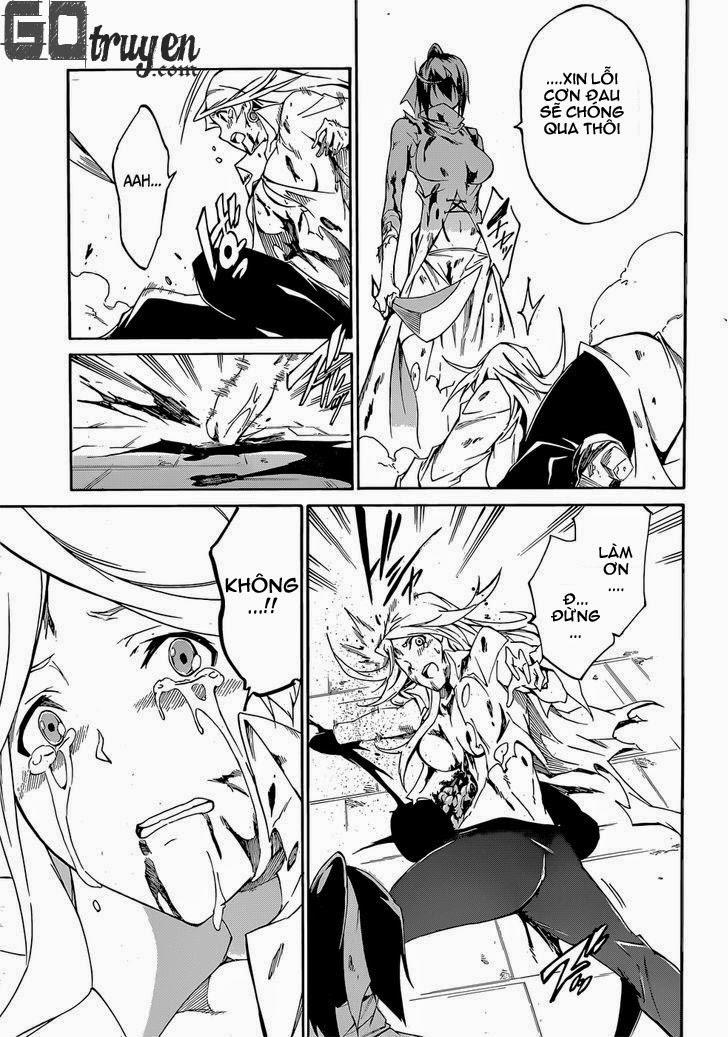 GOtruyen
.com
....XIN LỖI
CƠN ĐAU
SẼ CHÓNG
QUA THÔI
AAH...
LÀM ƠN
....
Đ...
ĐỪNG
...
KHÔNG
...!!